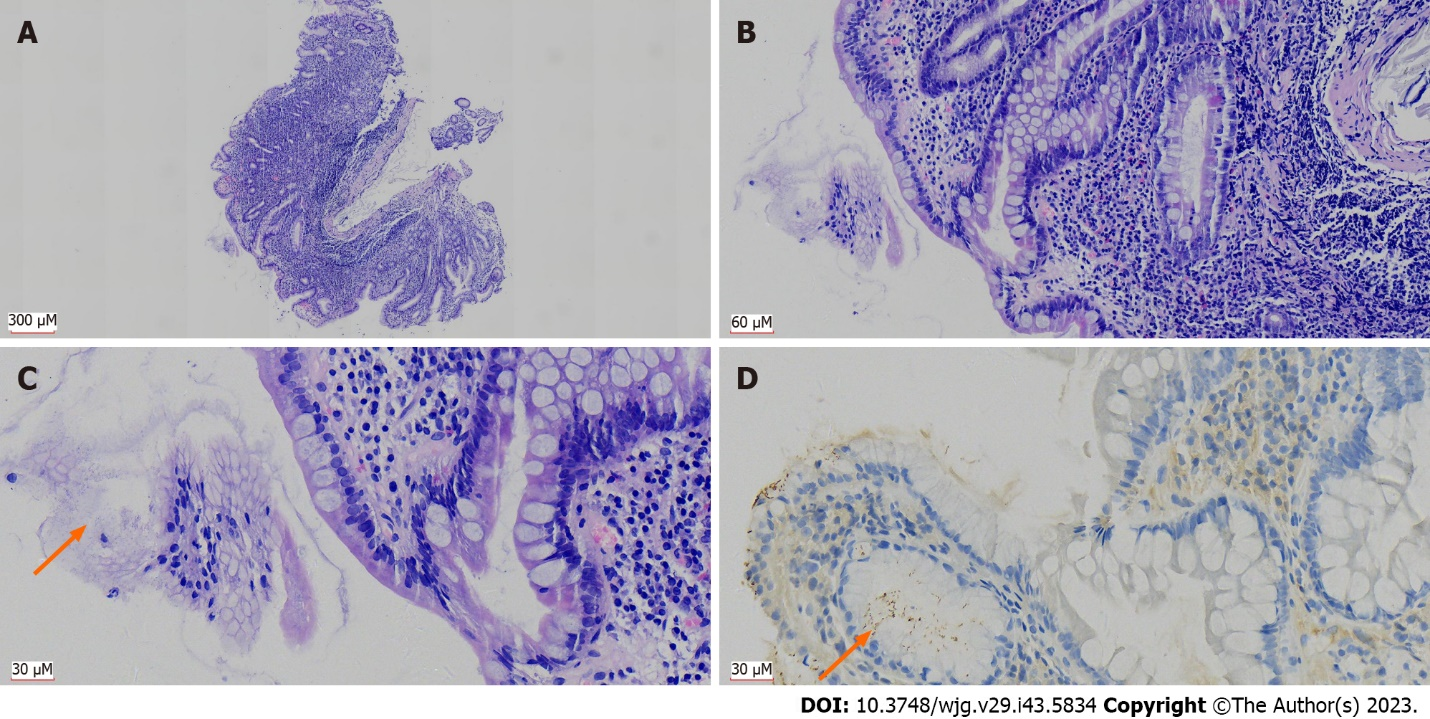 A
B
300 µM
60 µM
C
D
30 µM
30 µM
DOI: 10.3748/wjg.v29.i43.5834 Copyright ©The Author(s) 2023.